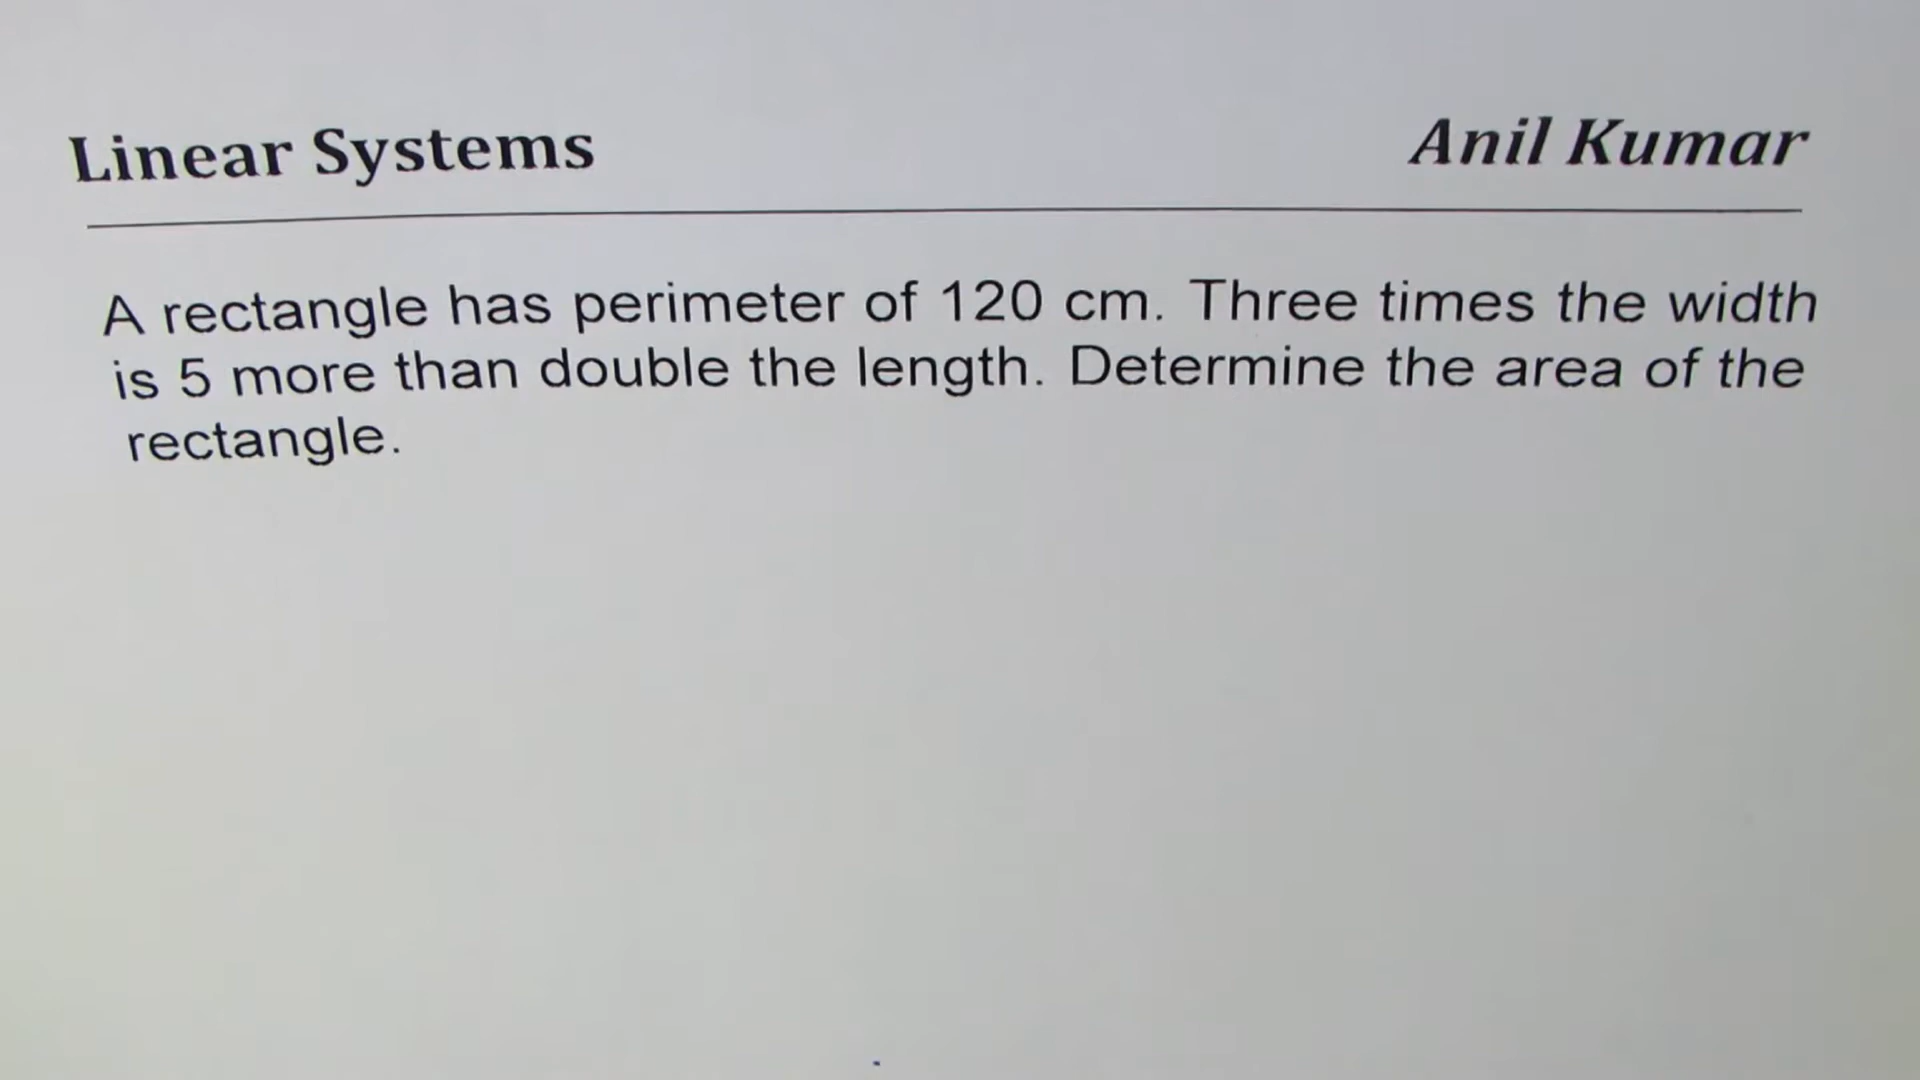 Linear Systems
Anil Kumar
A rectangle has perimeter of 120 cm. Three times the width
is 5 more than double the length. Determine the area of the
rectangle.